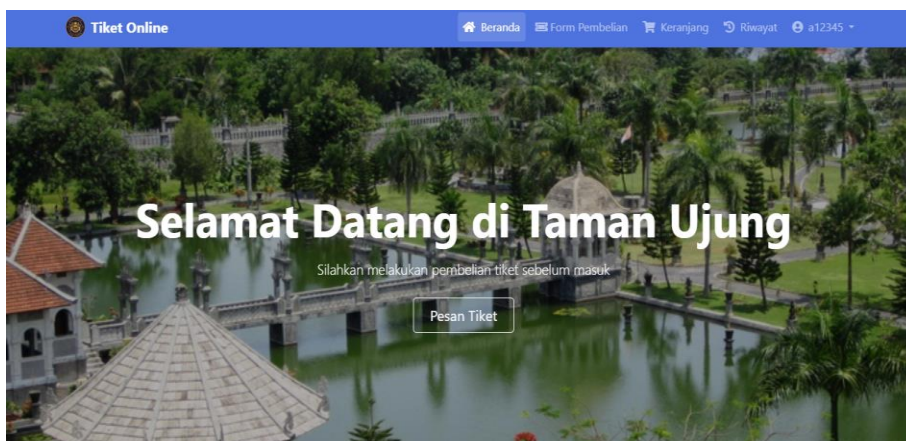 Tiket Online
Beranda
Form Pembelian
Keranjang
Riwayat
a12345
Selamat Datang di Taman Ujung
Silahkan melakukan pembelian tiket sebelum masuk
Pesan Tiket